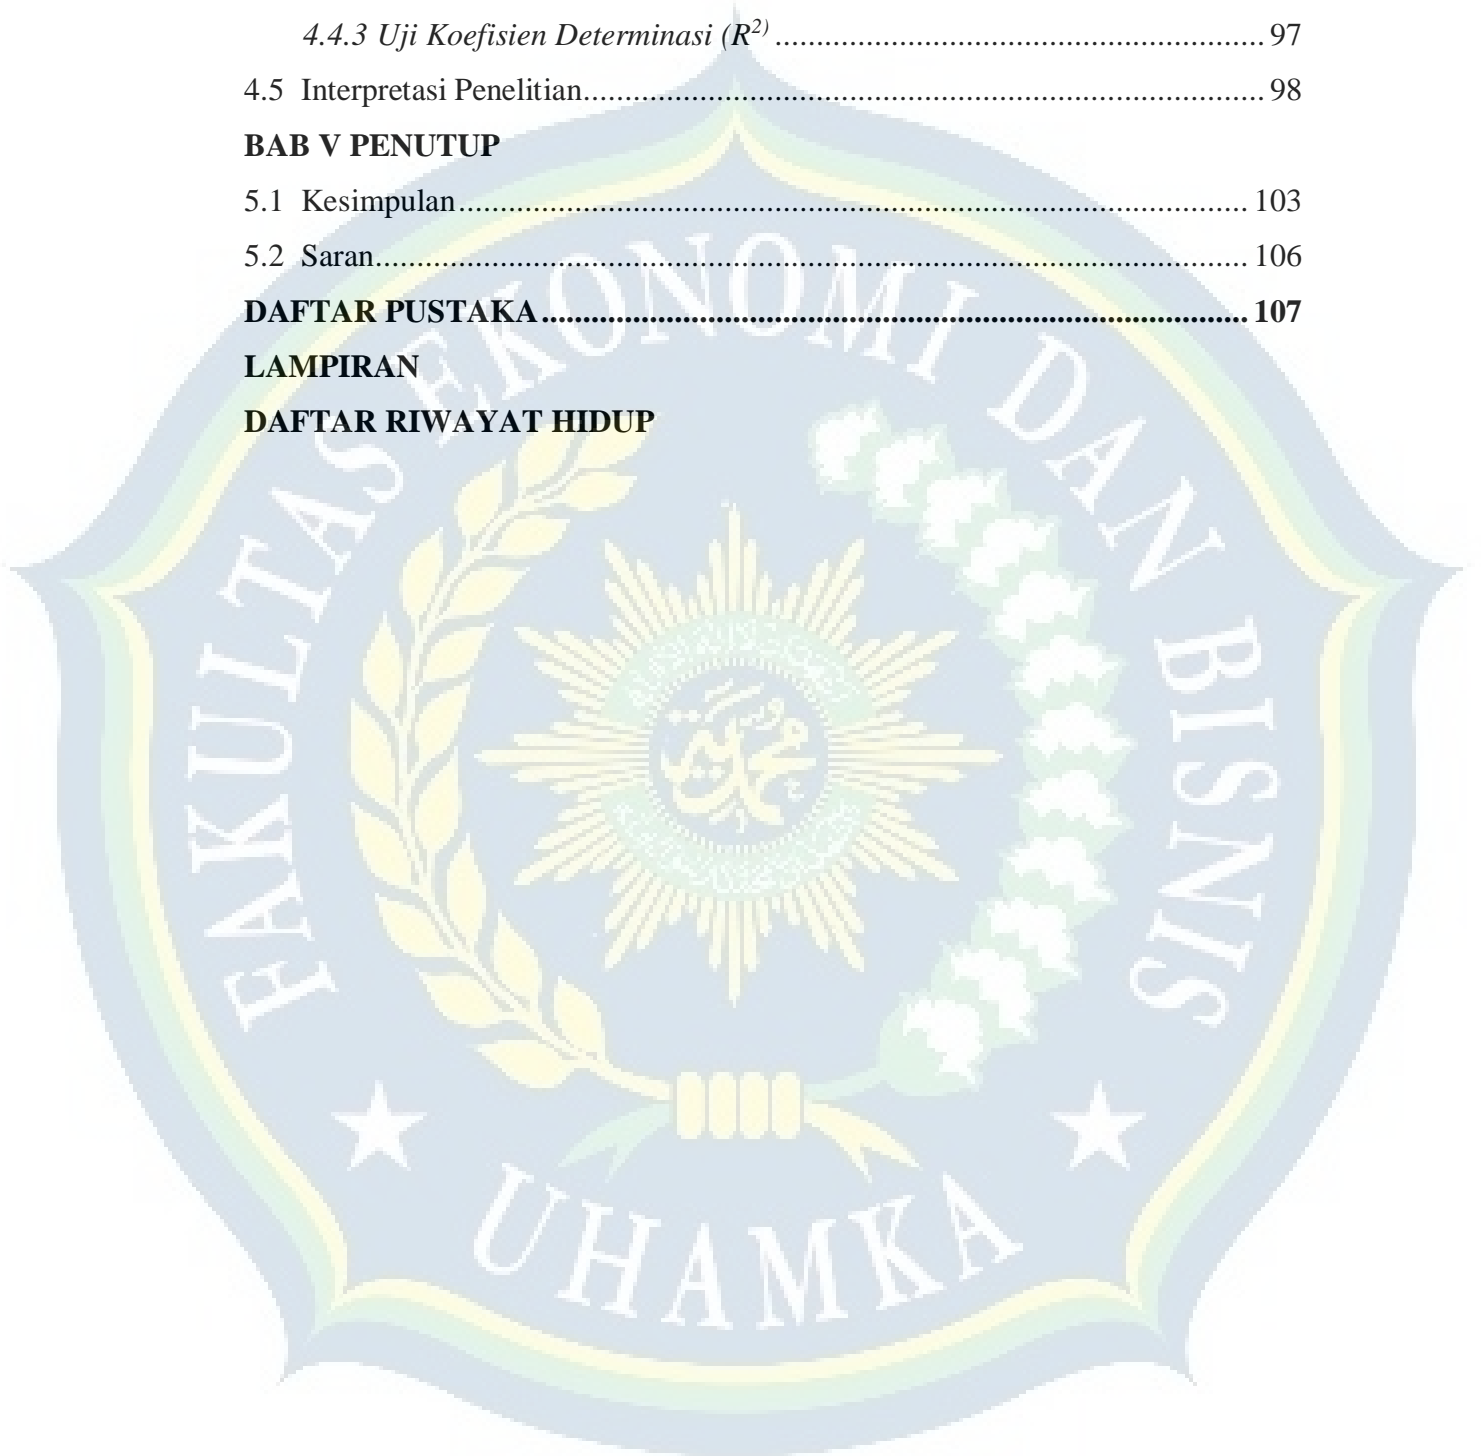 4.4.3 Uji Koefisien Determinasi (R²⁾ .......................................................... 97
4.5 Interpretasi Penelitian.................................................................................. 98
BAB V PENUTUP
5.1 Kesimpulan................................................................................................ 103
5.2 Saran.......................................................................................................... 106
DAFTAR PUSTAKA...................................................................................... 107
LAMPIRAN
DAFTAR RIWAYAT HIDUP
FAKULTAS EKONOMI DAN BISNIS
محمدية
UHAMKA